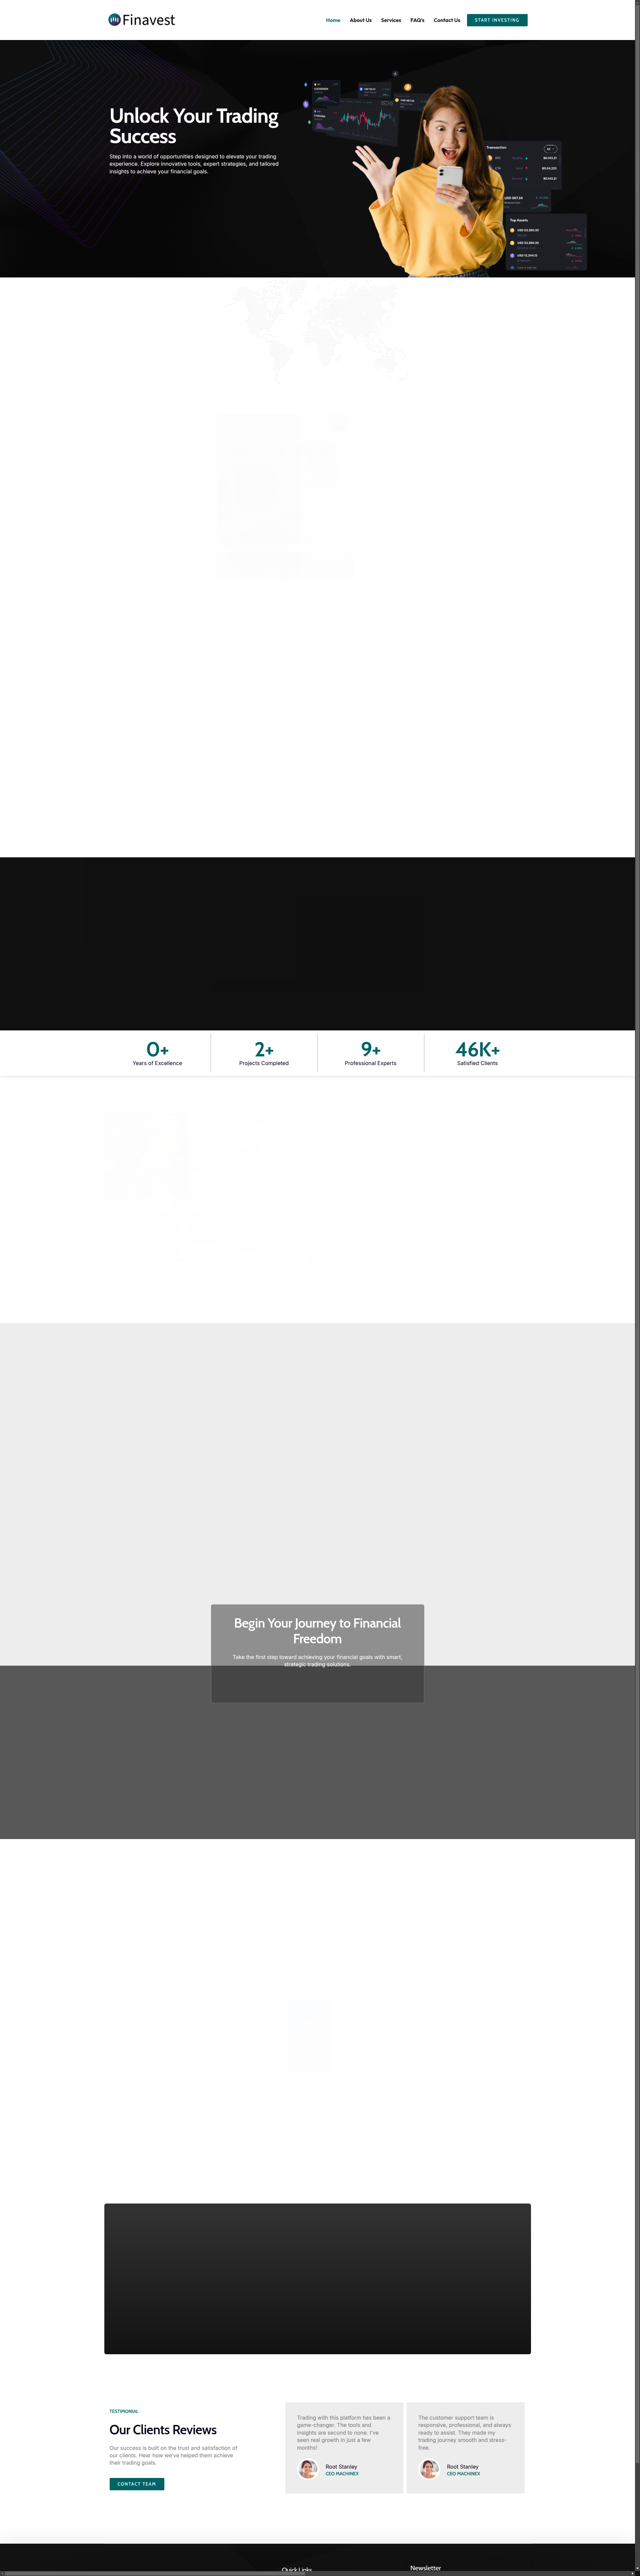 Finavest
Home About Us Services FAQ's Contact Us START INVESTING
Unlock Your Trading
Success
Step into a world of opportunities designed to elevate your trading
experience. Explore innovative tools, expert strategies, and tailored
insights to achieve your financial goals.
Transaction
Top Assets
0+ 2+ 9+ 46K+
Years of Excellence Projects Completed Professional Experts Satisfied Clients
Begin Your Journey to Financial
Freedom
Take the first step toward achieving your financial goals with smart,
strategic trading solutions.
TESTIMONIAL
Our Clients Reviews
Our success is built on the trust and satisfaction of
our clients. Hear how we've helped them achieve
their trading goals.
CONTACT TEAM
Trading with this platform has been a
game-changer. The tools and
insights are second to none. I've
seen real growth in just a few
months!
Root Stanley
CEO MACHINEX
The customer support team is
responsive, professional, and always
ready to assist. They made my
trading journey smooth and stress-
free.
Root Stanley
CEO MACHINEX
Quick Links
Newsletter